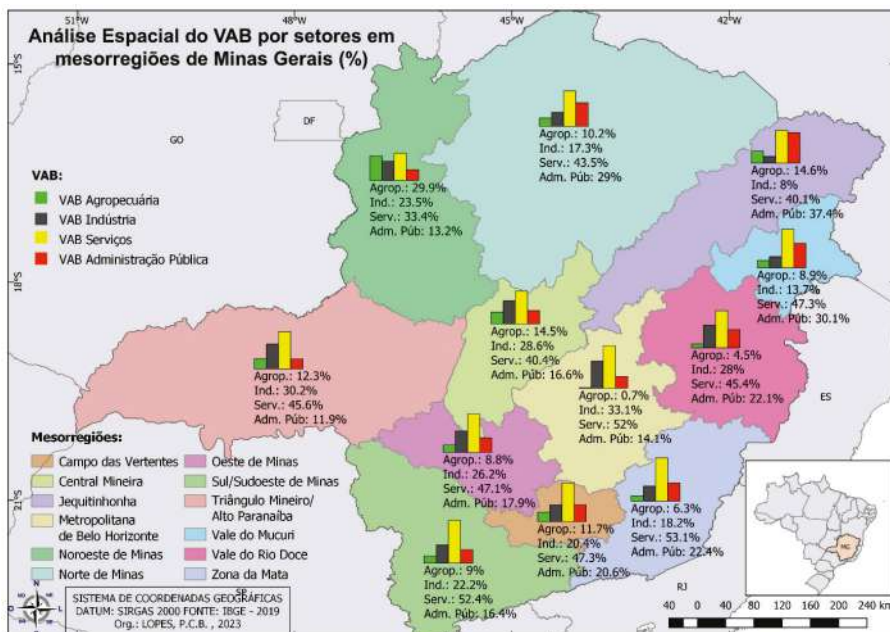 51°W
48°W
45°W
42°W
Análise Espacial do VAB por setores em
mesorregiões de Minas Gerais (%)
15°S
18°S
21°S
GO
DF
ES
RJ
SP
VAB:
VAB Agropecuária
VAB Indústria
VAB Serviços
VAB Administração Pública
Agrop.: 10.2%
Ind.: 17.3%
Serv.: 43.5%
Adm. Púb: 29%
Agrop.: 29.9%
Ind.: 23.5%
Serv.: 33.4%
Adm. Púb: 13.2%
Agrop.: 14.6%
Ind.: 8%
Serv.: 40.1%
Adm. Púb: 37.4%
Agrop.: 8.9%
Ind.: 13.7%
Serv.: 47.3%
Adm. Púb: 30.1%
Agrop.: 14.5%
Ind.: 28.6%
Serv.: 40.4%
Adm. Púb: 16.6%
Agrop.: 4.5%
Ind.: 28%
Serv.: 45.4%
Adm. Púb: 22.1%
Agrop.: 12.3%
Ind.: 30.2%
Serv.: 45.6%
Adm. Púb: 11.9%
Agrop.: 0.7%
Ind.: 33.1%
Serv.: 52%
Adm. Púb: 14.1%
Agrop.: 8.8%
Ind.: 26.2%
Serv.: 47.1%
Adm. Púb: 17.9%
Agrop.: 6.3%
Ind.: 18.2%
Serv.: 53.1%
Adm. Púb: 22.4%
Agrop.: 11.7%
Ind.: 20.4%
Serv.: 47.3%
Adm. Púb: 20.6%
Agrop.: 9%
Ind.: 22.2%
Serv.: 52.4%
Adm. Púb: 16.4%
Mesorregiões:
Campo das Vertentes
Central Mineira
Jequitinhonha
Metropolitana
de Belo Horizonte
Noroeste de Minas
Norte de Minas
Oeste de Minas
Sul/Sudoeste de Minas
Triângulo Mineiro/
Alto Paranaíba
Vale do Mucuri
Vale do Rio Doce
Zona da Mata
N
O
L
S
SISTEMA DE COORDENADAS GEOGRÁFICAS
DATUM: SIRGAS 2000 FONTE: IBGE - 2019
Org.: LOPES, P.C.B. , 2023
MG
40 0 40 80 120 160 200 240 km